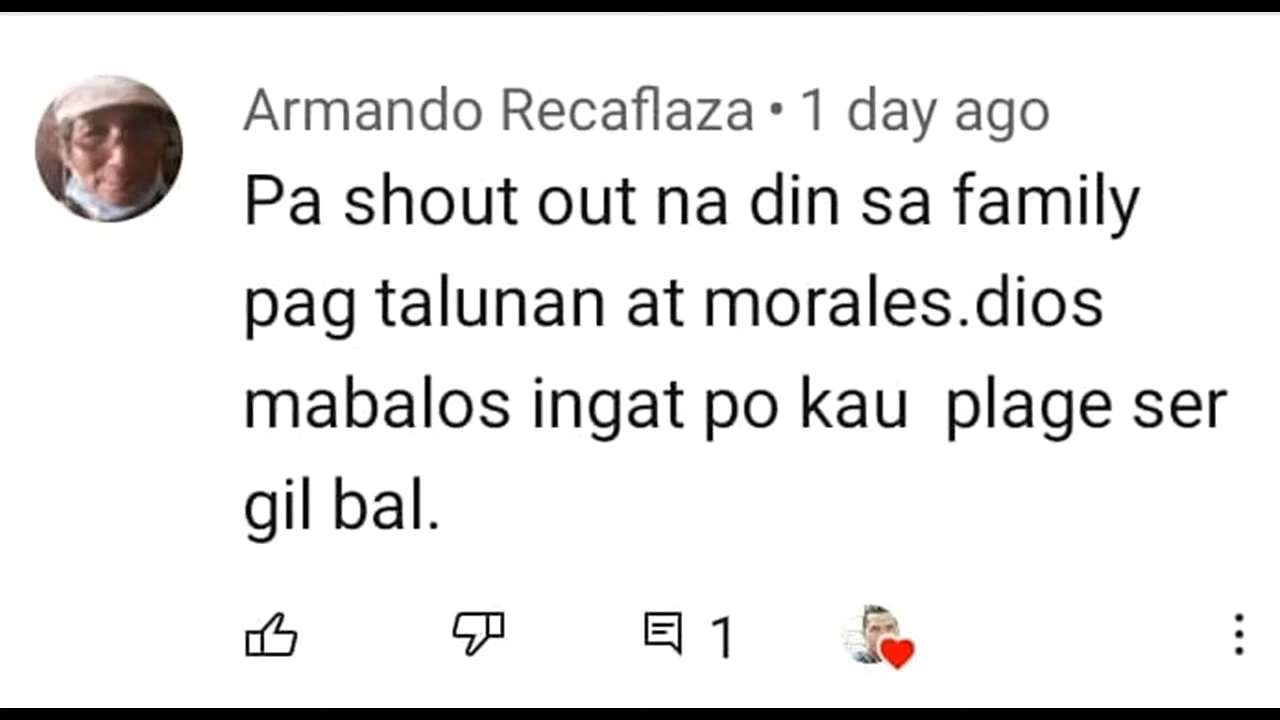 Armando Recaflaza • 1 day ago
Pa shout out na din sa family
pag talunan at morales.dios
mabalos ingat po kau  plage ser
gil bal.
1